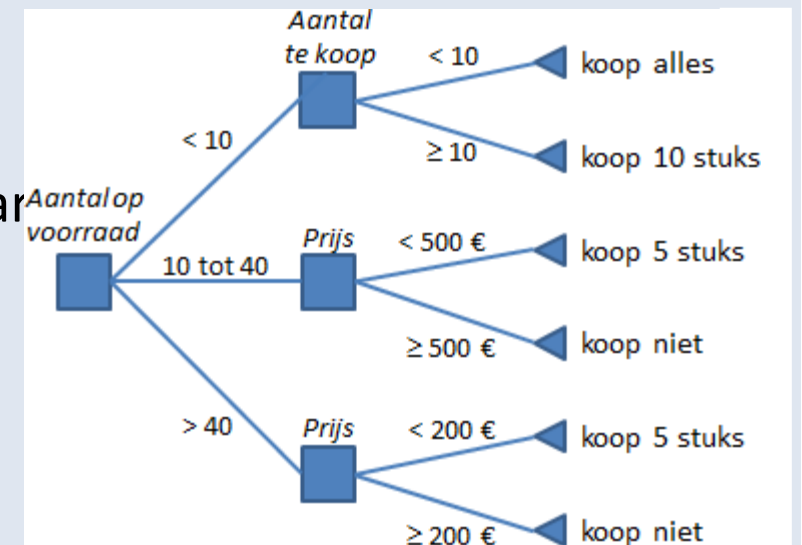 Aantal
te koop
< 10
koop alles
< 10
≥ 10
koop 10 stuks
ar
Aantal op
voorraad
Prijs
< 500 €
koop 5 stuks
10 tot 40
≥ 500 €
koop niet
> 40
Prijs
< 200 €
koop 5 stuks
≥ 200 €
koop niet